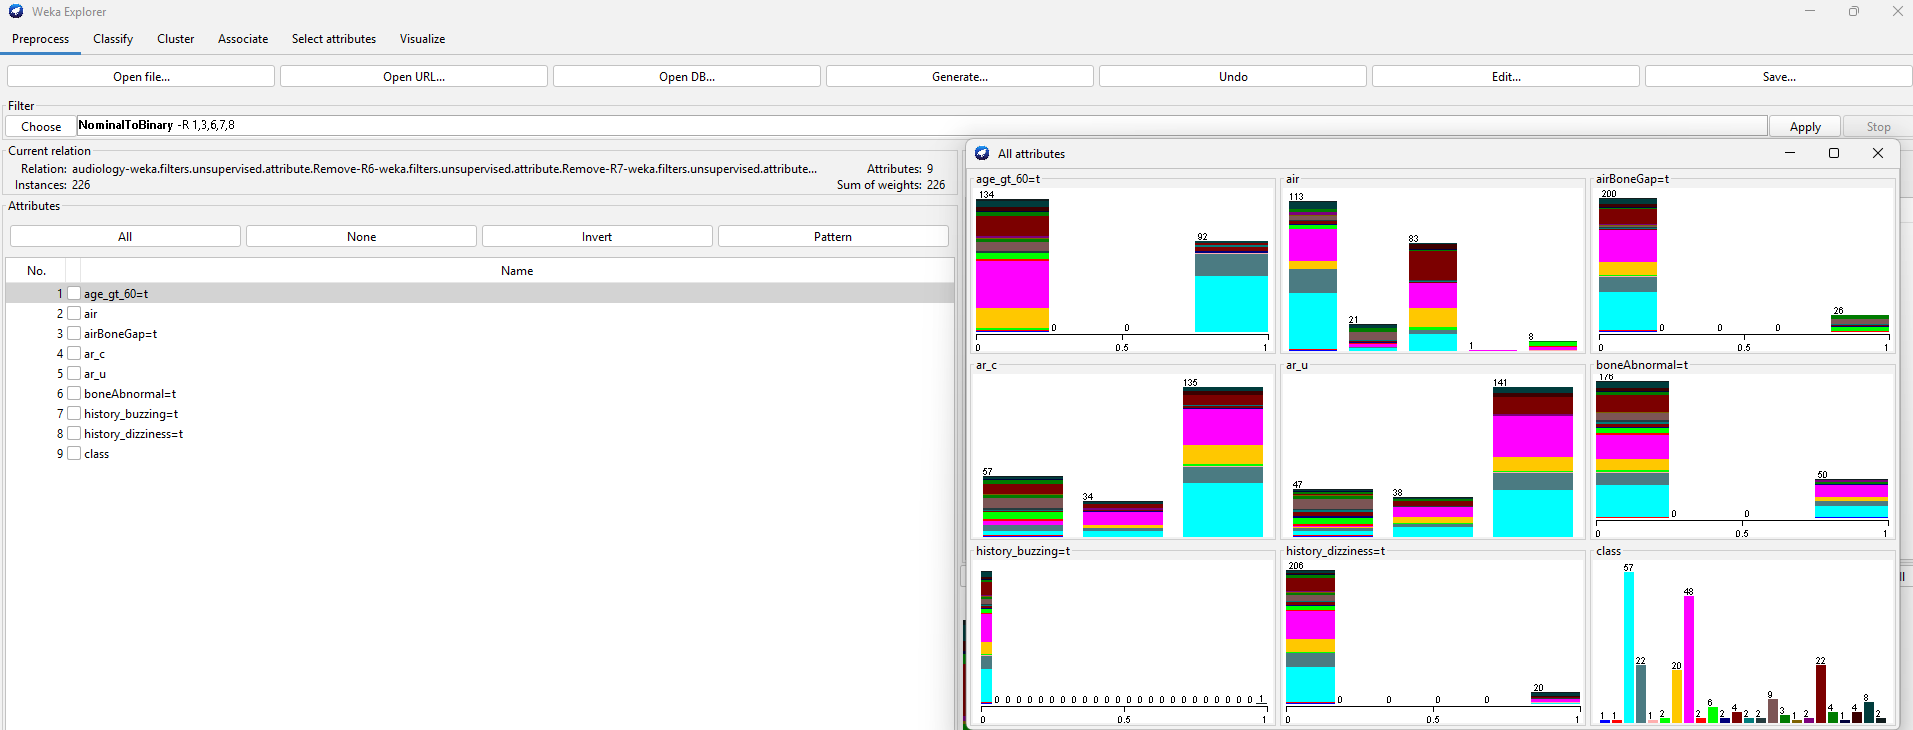 Weka Explorer
Preprocess Classify Cluster Associate Select attributes Visualize
Open file... Open URL... Open DB... Generate... Undo Edit... Save...
Filter
Choose NominalToBinary -R 1,3,6,7,8 Apply Stop
Current relation
Relation: audiology-weka.filters.unsupervised.attribute.Remove-R6-weka.filters.unsupervised.attribute.Remove-R7-weka.filters.unsupervised.attribute... Attributes: 9
Instances: 226 Sum of weights: 226
Attributes
All None Invert Pattern
No. Name
1 age_gt_60=t
2 air
3 airBoneGap=t
4 ar_c
5 ar_u
6 boneAbnormal=t
7 history_buzzing=t
8 history_dizziness=t
9 class
All attributes
age_gt_60=t
134 0 0 92
0 0.5 1
air
113 21 83 1 8
airBoneGap=t
200 0 0 0 26
0 0.5 1
ar_c
57 34 135
ar_u
47 38 141
boneAbnormal=t
176 0 0 50
0 0.5 1
history_buzzing=t
0 0 0 0 0 0 0 0 0 0 0 0 0 0 0 0 0 0 0 0 0 0 0 0 1
0 0.5 1
history_dizziness=t
206 0 0 0 0 20
0 0.5 1
class
1 1 57 22 1 2 20 48 2 6 2 4 2 2 9 3 1 2 22 4 1 4 8 2